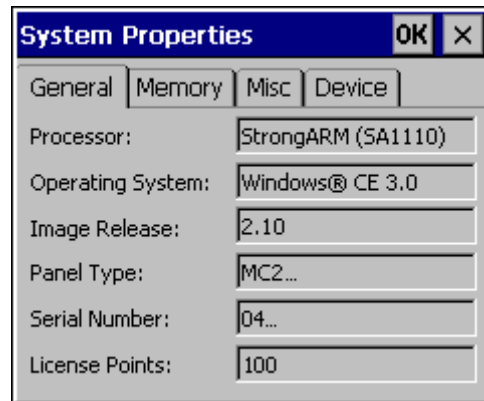 System Properties OK ×
General Memory Misc Device
Processor: StrongARM (SA1110)
Operating System: Windows® CE 3.0
Image Release: 2.10
Panel Type: MC2...
Serial Number: 04...
License Points: 100